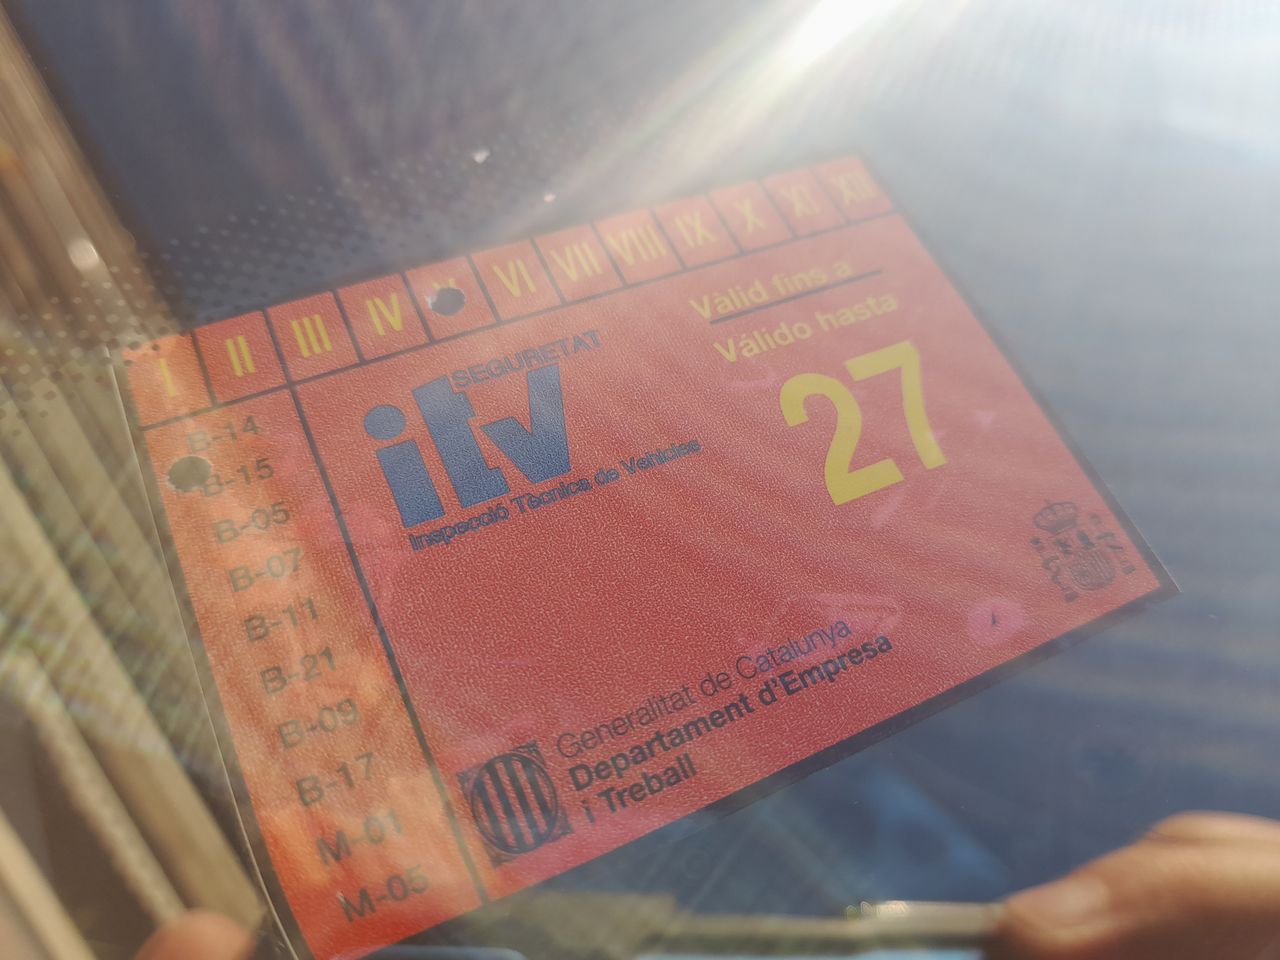 I II III IV V VI VII VIII IX X XI XII
B-14
B-15
B-05
B-07
B-11
B-21
B-09
B-17
M-01
M-05
SEGURETAT
itv
Inspecció Tècnica de Vehicles
Vàlid fins a
Válido hasta
27
Generalitat de Catalunya
Departament d'Empresa
i Treball